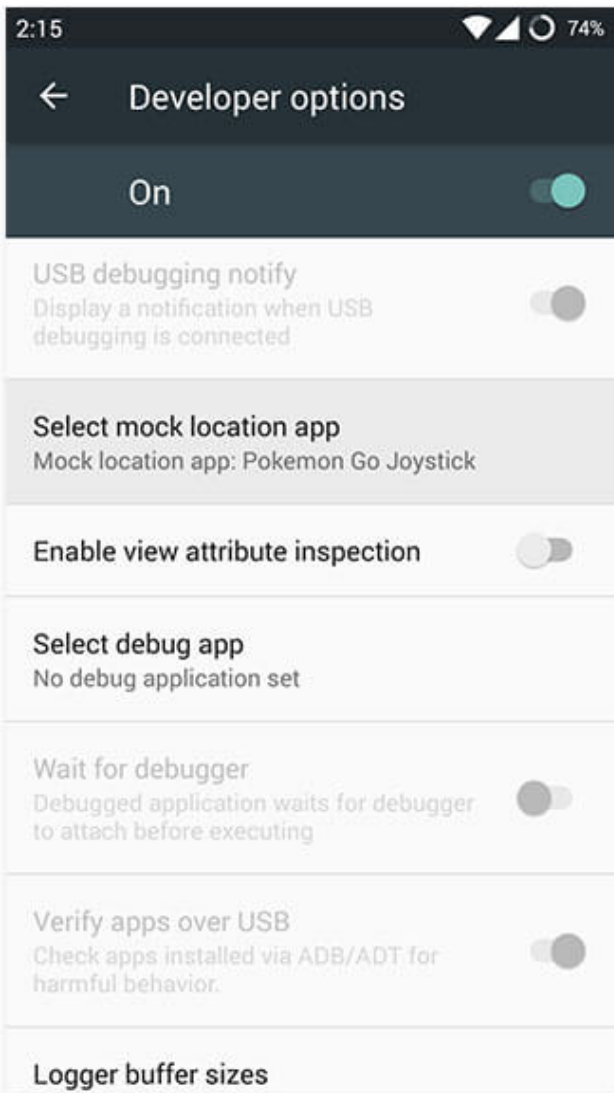 2:15
74%
Developer options
On
USB debugging notify
Display a notification when USB
debugging is connected
Select mock location app
Mock location app: Pokemon Go Joystick
Enable view attribute inspection
Select debug app
No debug application set
Wait for debugger
Debugged application waits for debugger
to attach before executing
Verify apps over USB
Check apps installed via ADB/ADT for
harmful behavior.
Logger buffer sizes